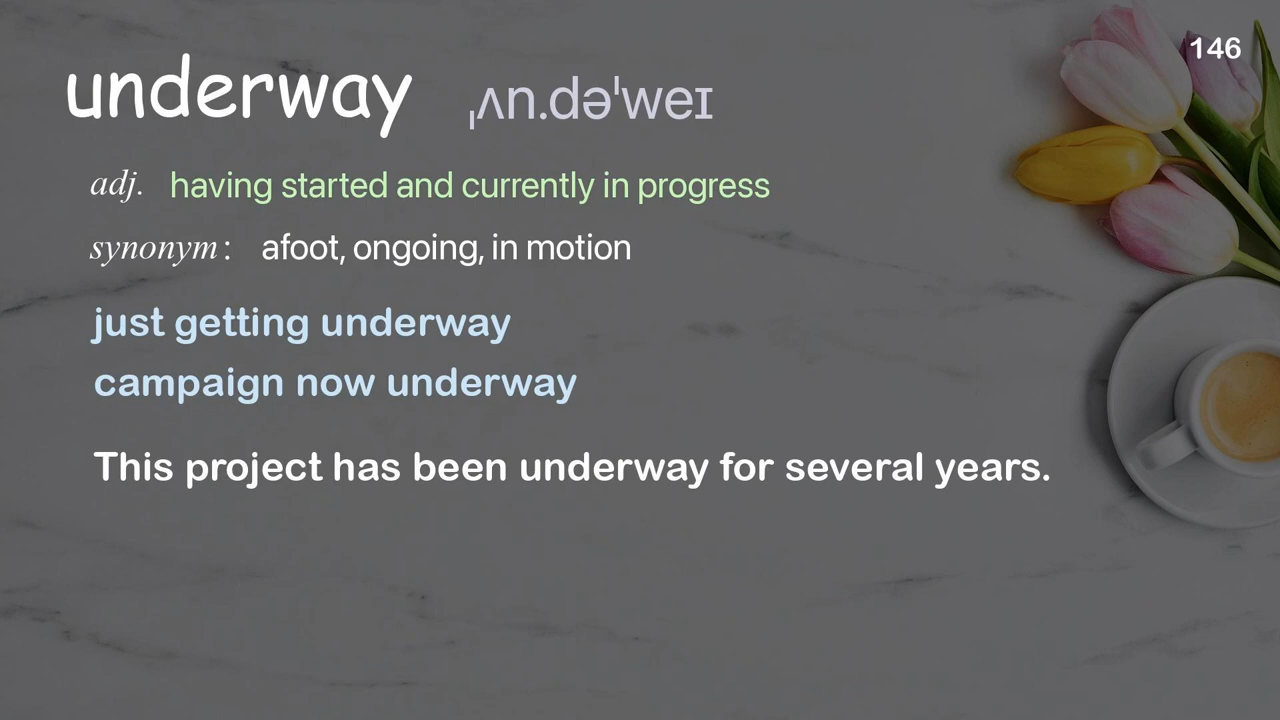 146
underway ˌʌn.dəˈweɪ
adj. having started and currently in progress
synonym: afoot, ongoing, in motion
just getting underway
campaign now underway
This project has been underway for several years.